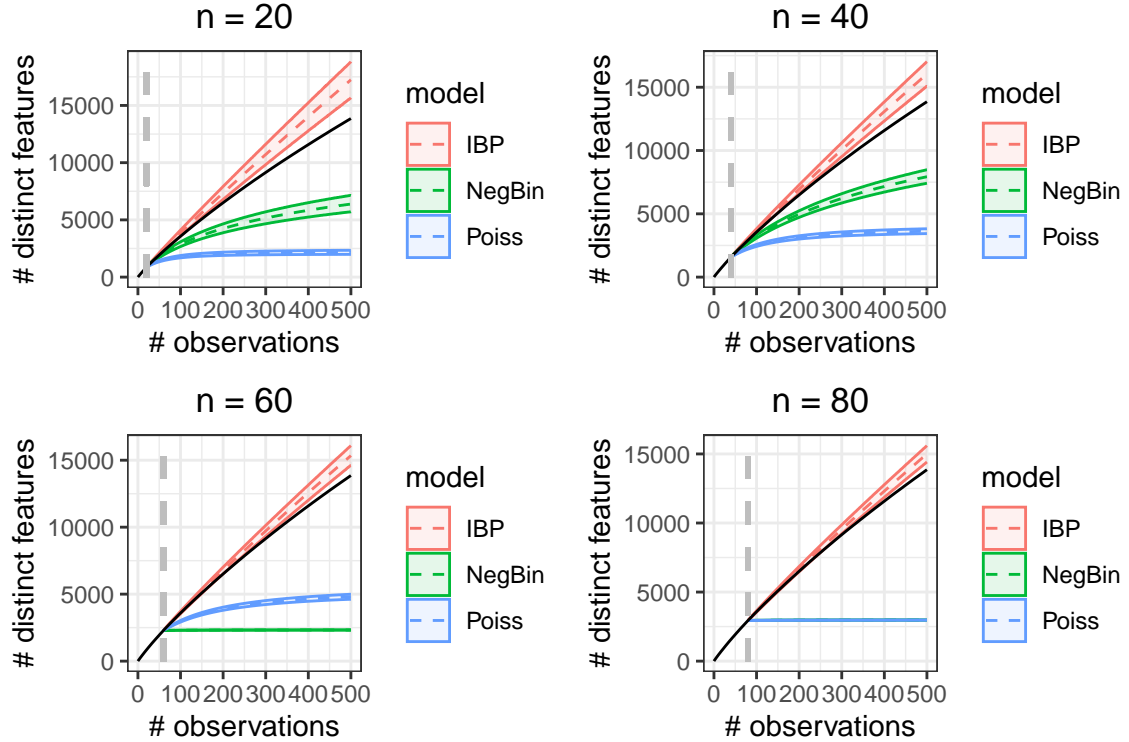 n = 20
# distinct features
15000
10000
5000
0
0 100 200 300 400 500
# observations
model
IBP
NegBin
Poiss
n = 40
# distinct features
15000
10000
5000
0
0 100 200 300 400 500
# observations
model
IBP
NegBin
Poiss
n = 60
# distinct features
15000
10000
5000
0
0 100 200 300 400 500
# observations
model
IBP
NegBin
Poiss
n = 80
# distinct features
15000
10000
5000
0
0 100 200 300 400 500
# observations
model
IBP
NegBin
Poiss